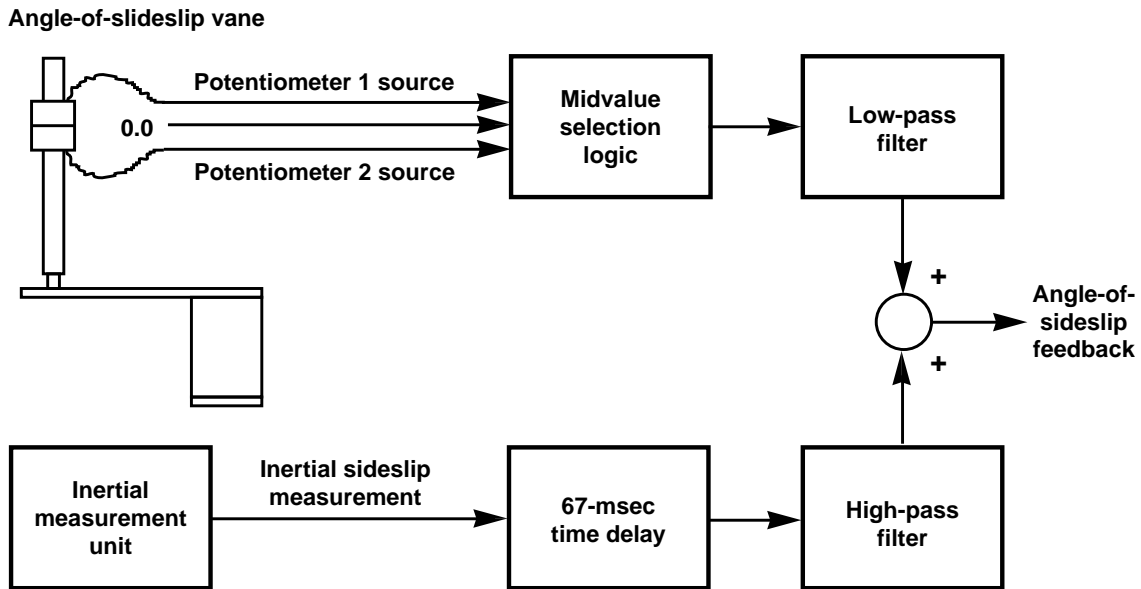 Angle-of-slideslip vane
Potentiometer 1 source
0.0
Potentiometer 2 source
Midvalue
selection
logic
Low-pass
filter
+
+
Angle-of-
sideslip
feedback
Inertial
measurement
unit
Inertial sideslip
measurement
67-msec
time delay
High-pass
filter